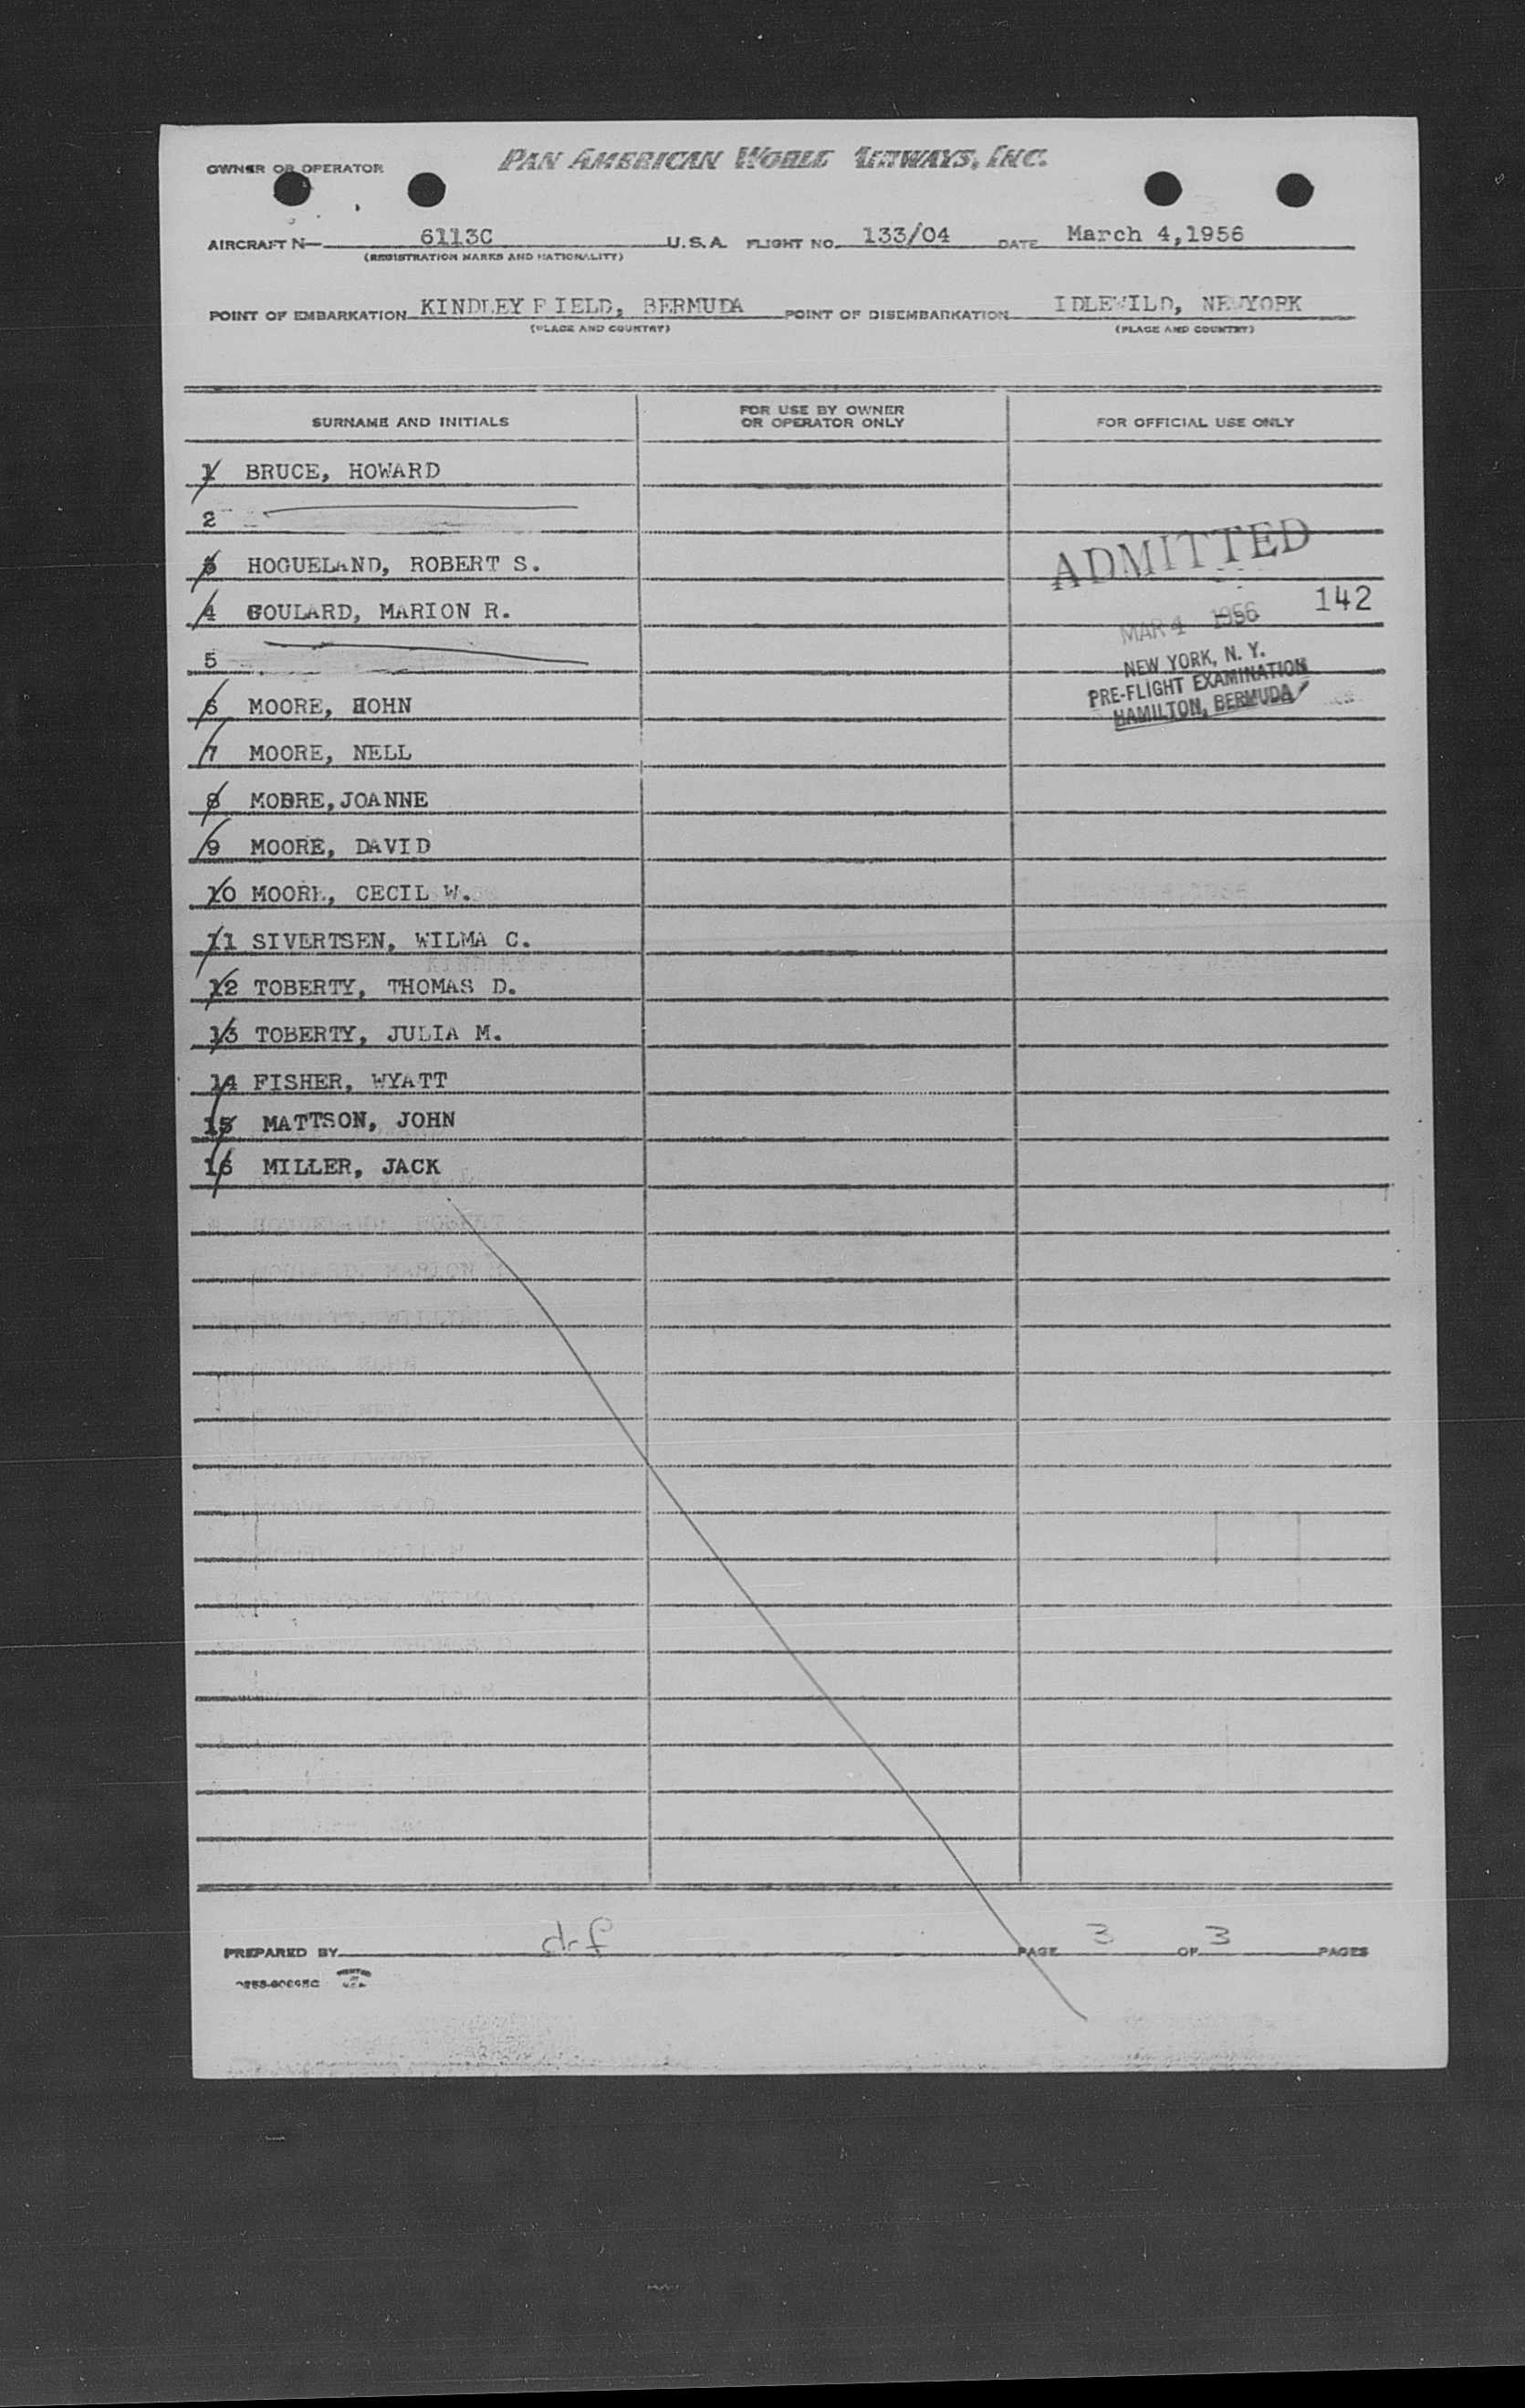 OWNER OR OPERATOR PAN AMERICAN WORLD AIRWAYS, INC.
AIRCRAFT N— 6113C U.S.A. FLIGHT NO. 133/04 DATE March 4,1956
(REGISTRATION MARKS AND NATIONALITY)
POINT OF EMBARKATION KINDLEY FIELD, BERMUDA POINT OF DISEMBARKATION IDLEWILD, NEWYORK
(PLACE AND COUNTRY) (PLACE AND COUNTRY)
SURNAME AND INITIALS FOR USE BY OWNER OR OPERATOR ONLY FOR OFFICIAL USE ONLY
1 BRUCE, HOWARD
2
ADMITTED
3 HOGUELAND, ROBERT S.
4 GOULARD, MARION R. 142
MAR 4 1956
5
NEW YORK, N. Y.
PRE-FLIGHT EXAMINATION
HAMILTON, BERMUDA
6 MOORE, HOHN
7 MOORE, NELL
8 MOORE, JOANNE
9 MOORE, DAVID
10 MOORE, CECIL W.
11 SIVERTSEN, WILMA C.
12 TOBERTY, THOMAS D.
13 TOBERTY, JULIA M.
14 FISHER, WYATT
15 MATTSON, JOHN
16 MILLER, JACK
PREPARED BY PAGE 3 OF 3 PAGES
PRINTED IN U.S.A.